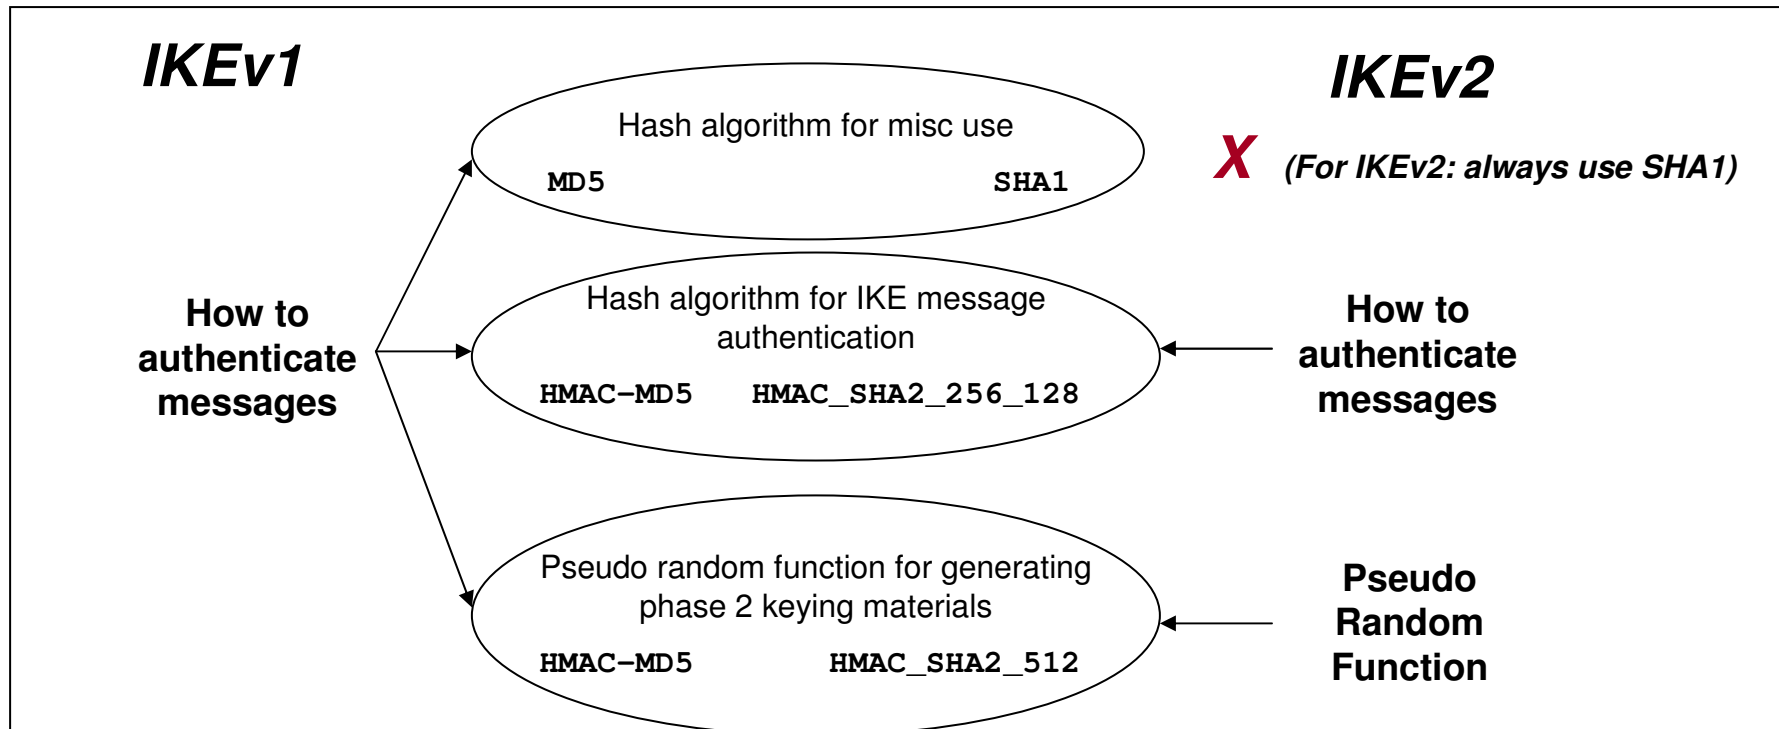 IKEv1
IKEv2
Hash algorithm for misc use
MD5 SHA1
X (For IKEv2: always use SHA1)
How to
authenticate
messages
Hash algorithm for IKE message
authentication
HMAC-MD5 HMAC_SHA2_256_128
How to
authenticate
messages
Pseudo random function for generating
phase 2 keying materials
HMAC-MD5 HMAC_SHA2_512
Pseudo
Random
Function